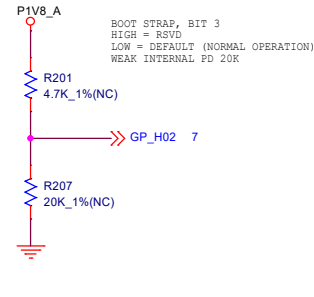 P1V8_A
BOOT STRAP, BIT 3
HIGH = RSVD
LOW = DEFAULT (NORMAL OPERATION)
WEAK INTERNAL PD 20K
R201
4.7K_1%(NC)
GP_H02 7
R207
20K_1%(NC)